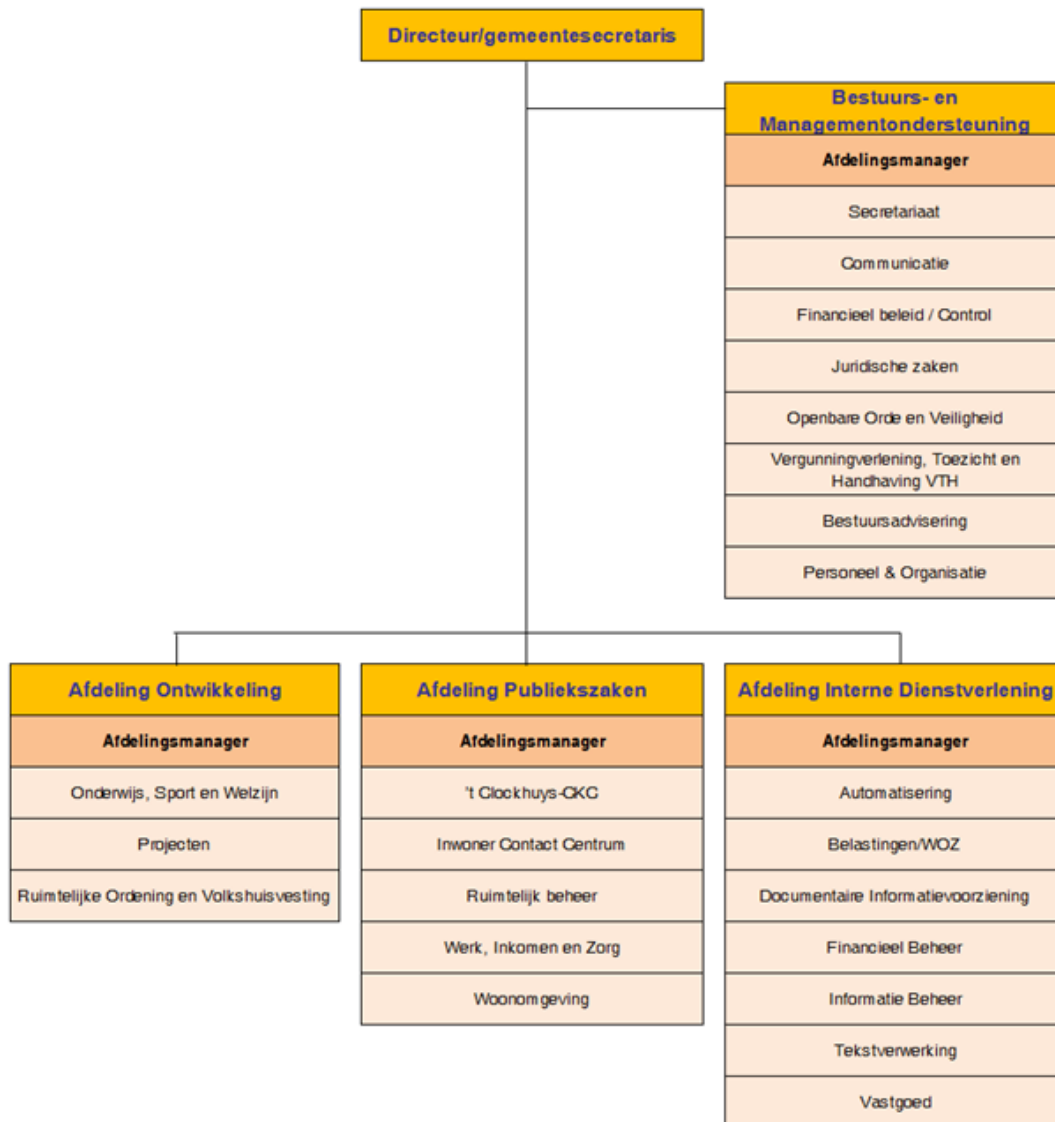 Directeur/gemeentesecretaris
Bestuurs- en
Managementondersteuning
Afdelingsmanager
Secretariaat
Communicatie
Financieel beleid / Control
Juridische zaken
Openbare Orde en Veiligheid
Vergunningverlening, Toezicht en
Handhaving VTH
Bestuursadvisering
Personeel & Organisatie
Afdeling Ontwikkeling
Afdelingsmanager
Onderwijs, Sport en Welzijn
Projecten
Ruimtelijke Ordening en Volkshuisvesting
Afdeling Publiekszaken
Afdelingsmanager
't Clockhuys-CKC
Inwoner Contact Centrum
Ruimtelijk beheer
Werk, Inkomen en Zorg
Woonomgeving
Afdeling Interne Dienstverlening
Afdelingsmanager
Automatisering
Belastingen/WOZ
Documentaire Informatievoorziening
Financieel Beheer
Informatie Beheer
Tekstverwerking
Vastgoed